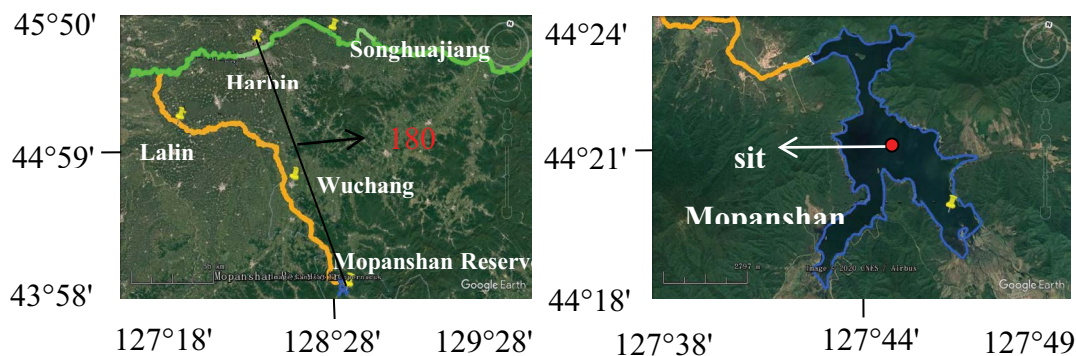 45°50'
44°59'
43°58'
127°18'
128°28'
129°28'
Songhuajiang
Harbin
180
Lalin
Wuchang
Mopanshan Reserv
Google Earth
44°24'
44°21'
44°18'
127°38'
127°44'
127°49'
sit
Mopanshan
2797 m
Image © 2020 CNES / Airbus
Google Earth